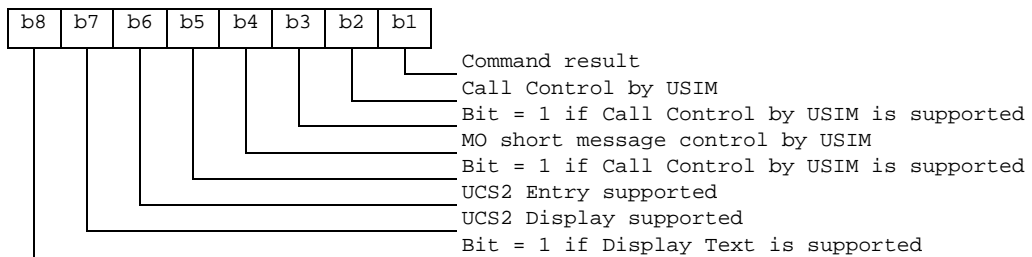 b8 b7 b6 b5 b4 b3 b2 b1
Command result
Call Control by USIM
Bit = 1 if Call Control by USIM is supported
MO short message control by USIM
Bit = 1 if Call Control by USIM is supported
UCS2 Entry supported
UCS2 Display supported
Bit = 1 if Display Text is supported